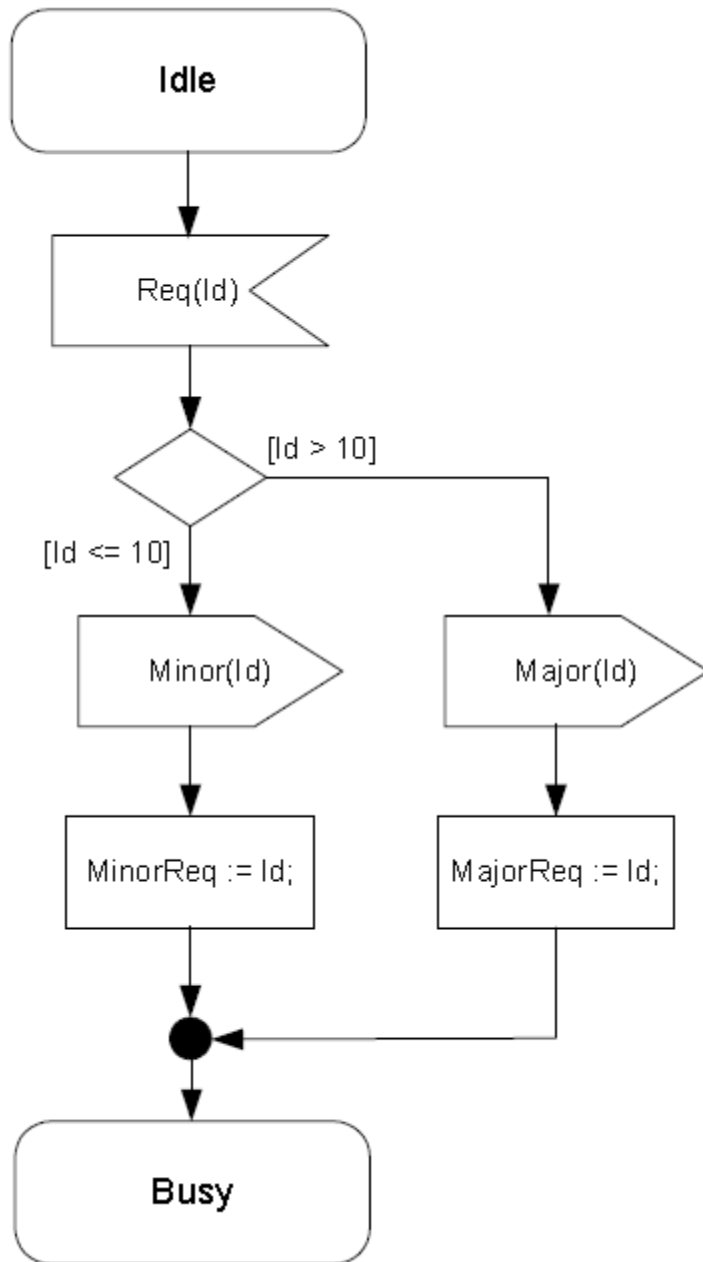 Idle
Req(Id)
[Id > 10]
[Id <= 10]
Minor(Id)
Major(Id)
MinorReq := Id;
MajorReq := Id;
Busy